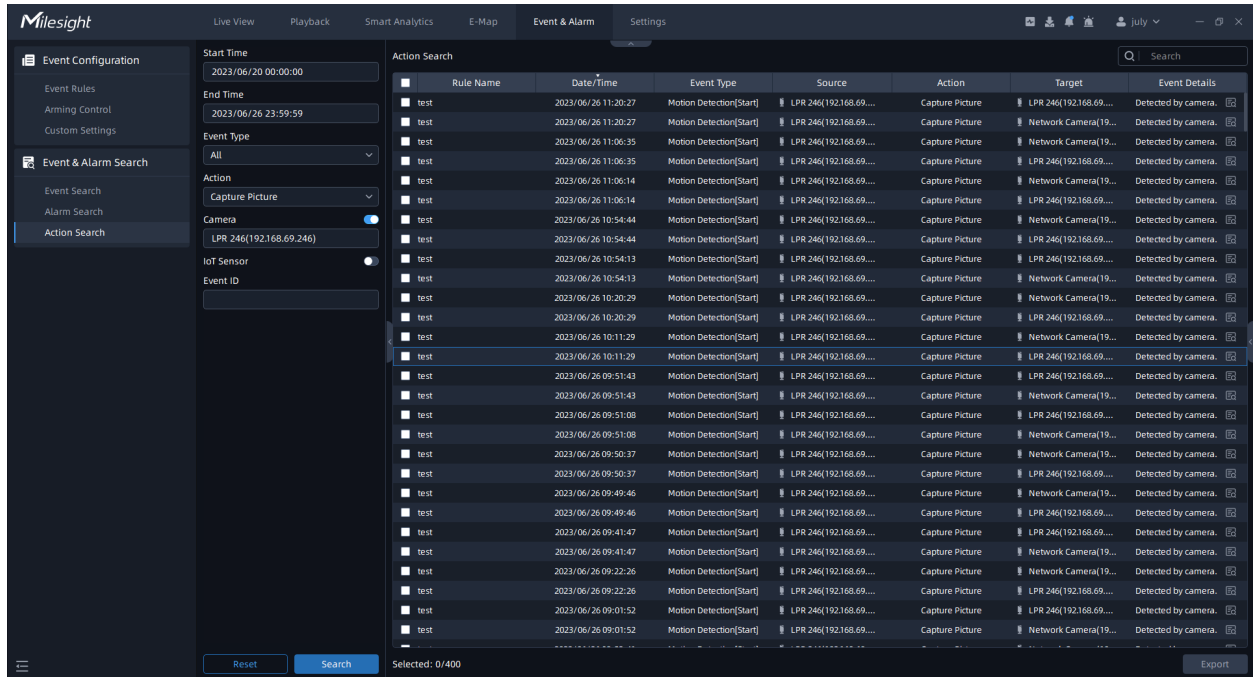 Milesight
Live View Playback Smart Analytics E-Map Event & Alarm Settings july
Event Configuration
Event Rules
Arming Control
Custom Settings
Event & Alarm Search
Event Search
Alarm Search
Action Search
Start Time
2023/06/20 00:00:00
End Time
2023/06/26 23:59:59
Event Type
All
Action
Capture Picture
Camera
LPR 246(192.168.69.246)
IoT Sensor
Event ID
Reset Search
Action Search
Search
Rule Name Date/Time Event Type Source Action Target Event Details
test 2023/06/26 11:20:27 Motion Detection[Start] LPR 246(192.168.69.... Capture Picture LPR 246(192.168.69.... Detected by camera.
test 2023/06/26 11:20:27 Motion Detection[Start] LPR 246(192.168.69.... Capture Picture Network Camera(19... Detected by camera.
test 2023/06/26 11:06:35 Motion Detection[Start] LPR 246(192.168.69.... Capture Picture Network Camera(19... Detected by camera.
test 2023/06/26 11:06:35 Motion Detection[Start] LPR 246(192.168.69.... Capture Picture LPR 246(192.168.69.... Detected by camera.
test 2023/06/26 11:06:14 Motion Detection[Start] LPR 246(192.168.69.... Capture Picture Network Camera(19... Detected by camera.
test 2023/06/26 11:06:14 Motion Detection[Start] LPR 246(192.168.69.... Capture Picture LPR 246(192.168.69.... Detected by camera.
test 2023/06/26 10:54:44 Motion Detection[Start] LPR 246(192.168.69.... Capture Picture Network Camera(19... Detected by camera.
test 2023/06/26 10:54:44 Motion Detection[Start] LPR 246(192.168.69.... Capture Picture LPR 246(192.168.69.... Detected by camera.
test 2023/06/26 10:54:13 Motion Detection[Start] LPR 246(192.168.69.... Capture Picture LPR 246(192.168.69.... Detected by camera.
test 2023/06/26 10:54:13 Motion Detection[Start] LPR 246(192.168.69.... Capture Picture Network Camera(19... Detected by camera.
test 2023/06/26 10:20:29 Motion Detection[Start] LPR 246(192.168.69.... Capture Picture Network Camera(19... Detected by camera.
test 2023/06/26 10:20:29 Motion Detection[Start] LPR 246(192.168.69.... Capture Picture LPR 246(192.168.69.... Detected by camera.
test 2023/06/26 10:11:29 Motion Detection[Start] LPR 246(192.168.69.... Capture Picture Network Camera(19... Detected by camera.
test 2023/06/26 10:11:29 Motion Detection[Start] LPR 246(192.168.69.... Capture Picture LPR 246(192.168.69.... Detected by camera.
test 2023/06/26 09:51:43 Motion Detection[Start] LPR 246(192.168.69.... Capture Picture LPR 246(192.168.69.... Detected by camera.
test 2023/06/26 09:51:43 Motion Detection[Start] LPR 246(192.168.69.... Capture Picture Network Camera(19... Detected by camera.
test 2023/06/26 09:51:08 Motion Detection[Start] LPR 246(192.168.69.... Capture Picture LPR 246(192.168.69.... Detected by camera.
test 2023/06/26 09:51:08 Motion Detection[Start] LPR 246(192.168.69.... Capture Picture Network Camera(19... Detected by camera.
test 2023/06/26 09:50:37 Motion Detection[Start] LPR 246(192.168.69.... Capture Picture Network Camera(19... Detected by camera.
test 2023/06/26 09:50:37 Motion Detection[Start] LPR 246(192.168.69.... Capture Picture LPR 246(192.168.69.... Detected by camera.
test 2023/06/26 09:49:46 Motion Detection[Start] LPR 246(192.168.69.... Capture Picture Network Camera(19... Detected by camera.
test 2023/06/26 09:49:46 Motion Detection[Start] LPR 246(192.168.69.... Capture Picture LPR 246(192.168.69.... Detected by camera.
test 2023/06/26 09:41:47 Motion Detection[Start] LPR 246(192.168.69.... Capture Picture LPR 246(192.168.69.... Detected by camera.
test 2023/06/26 09:41:47 Motion Detection[Start] LPR 246(192.168.69.... Capture Picture Network Camera(19... Detected by camera.
test 2023/06/26 09:22:26 Motion Detection[Start] LPR 246(192.168.69.... Capture Picture Network Camera(19... Detected by camera.
test 2023/06/26 09:22:26 Motion Detection[Start] LPR 246(192.168.69.... Capture Picture LPR 246(192.168.69.... Detected by camera.
test 2023/06/26 09:01:52 Motion Detection[Start] LPR 246(192.168.69.... Capture Picture LPR 246(192.168.69.... Detected by camera.
test 2023/06/26 09:01:52 Motion Detection[Start] LPR 246(192.168.69.... Capture Picture Network Camera(19... Detected by camera.
Selected: 0/400 Export